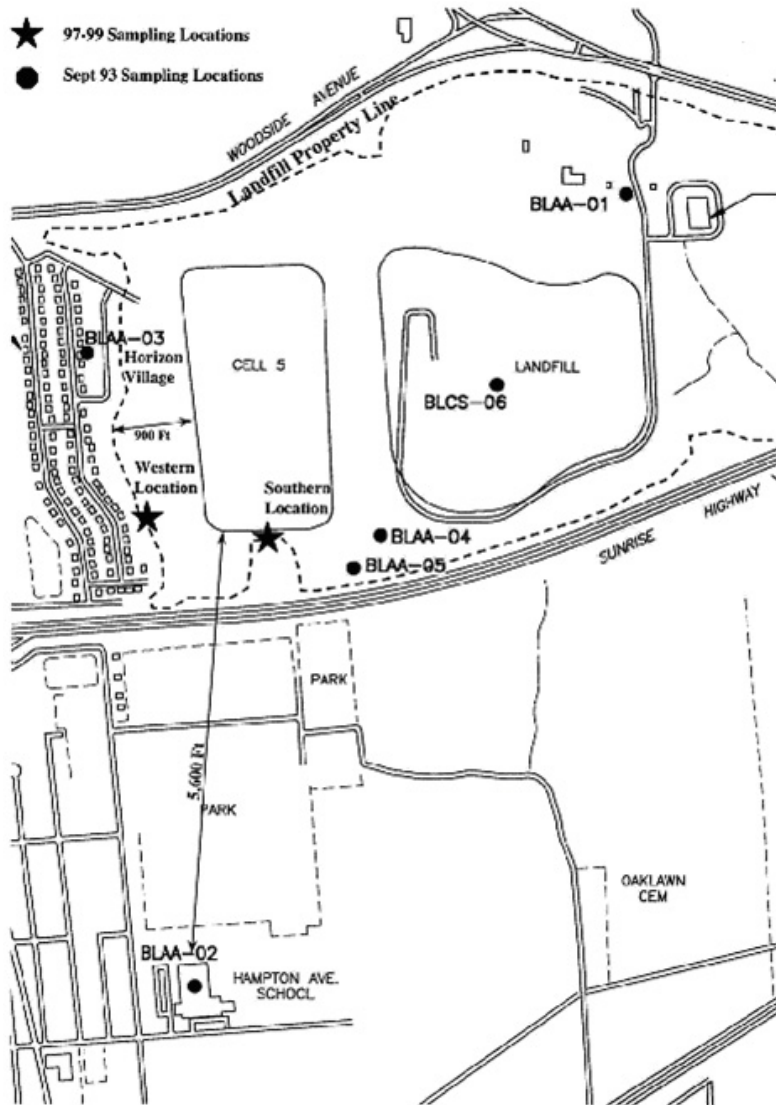 97-99 Sampling Locations
Sept 93 Sampling Locations
WOODSIDE AVENUE
Landfill Property Line
BLAA-01
BLAA-03
Horizon
Village
CELL 5
LANDFILL
BLCS-06
900 Ft
Western
Location
Southern
Location
BLAA-04
BLAA-05
SUNRISE HIGHWAY
PARK
5,600 Ft
PARK
OAKLAWN
CEM
BLAA-02
HAMPTON AVE.
SCHOOL